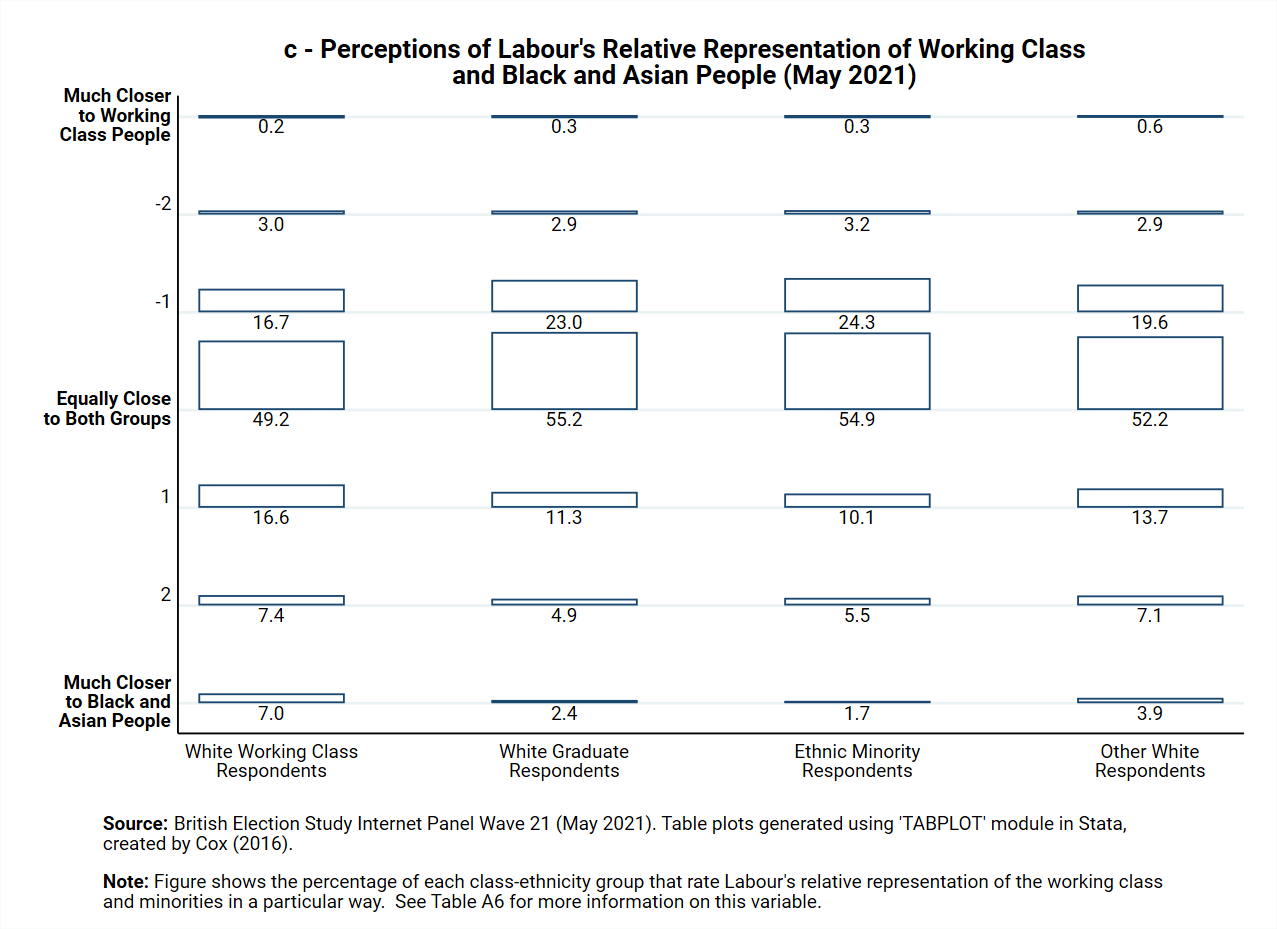 c - Perceptions of Labour's Relative Representation of Working Class
and Black and Asian People (May 2021)
Much Closer
to Working
Class People
0.2 0.3 0.3 0.6
-2
3.0 2.9 3.2 2.9
-1
16.7 23.0 24.3 19.6
Equally Close
to Both Groups
49.2 55.2 54.9 52.2
1
16.6 11.3 10.1 13.7
2
7.4 4.9 5.5 7.1
Much Closer
to Black and
Asian People
7.0 2.4 1.7 3.9
White Working Class White Graduate Ethnic Minority Other White
Respondents Respondents Respondents Respondents
Source: British Election Study Internet Panel Wave 21 (May 2021). Table plots generated using 'TABPLOT' module in Stata,
created by Cox (2016).
Note: Figure shows the percentage of each class-ethnicity group that rate Labour's relative representation of the working class
and minorities in a particular way.  See Table A6 for more information on this variable.